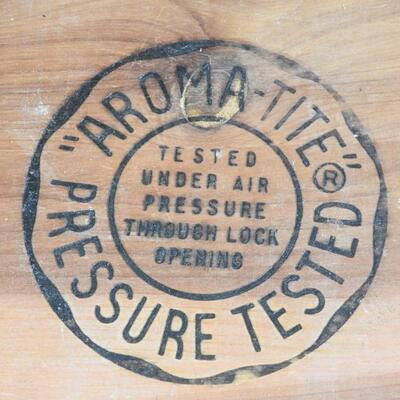 "AROMA-TITE"®
PRESSURE TESTED
TESTED
UNDER AIR
PRESSURE
THROUGH LOCK
OPENING